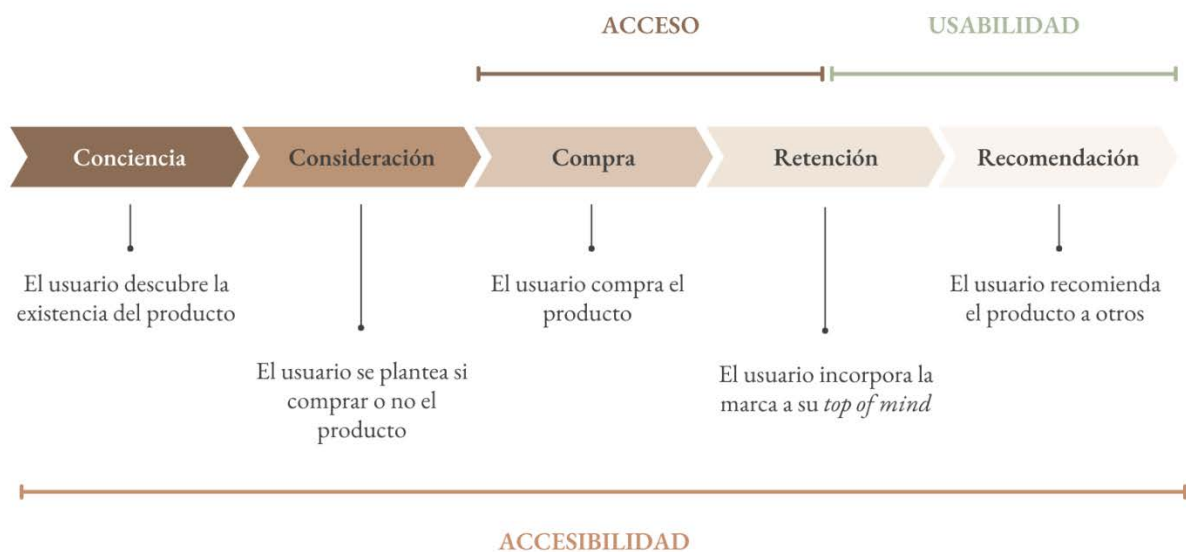 ACCESO
USABILIDAD
Conciencia
Consideración
Compra
Retención
Recomendación
El usuario descubre la
existencia del producto
El usuario se plantea si
comprar o no el
producto
El usuario compra el
producto
El usuario incorpora la
marca a su top of mind
El usuario recomienda
el producto a otros
ACCESIBILIDAD